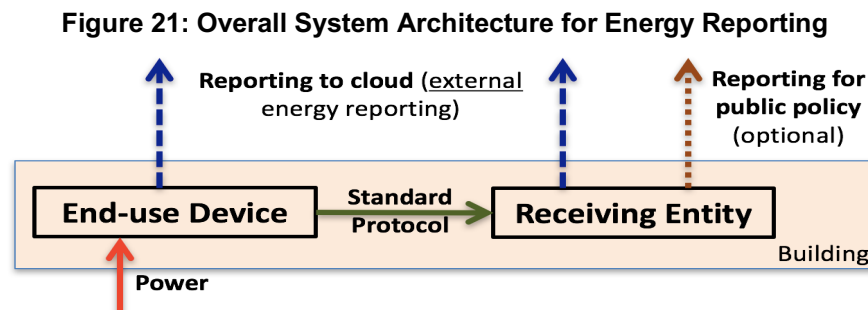 Figure 21: Overall System Architecture for Energy Reporting
Reporting to cloud (external
energy reporting)
Reporting for
public policy
(optional)
End-use Device
Standard
Protocol
Receiving Entity
Building
Power